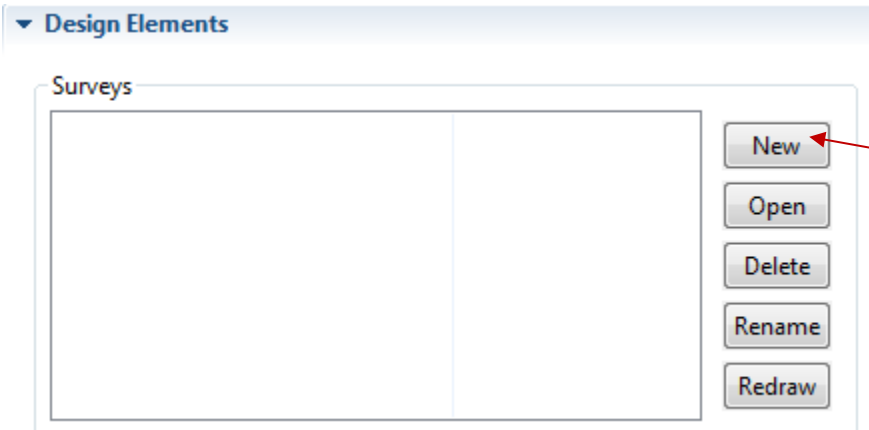 Design Elements
Surveys
New
Open
Delete
Rename
Redraw